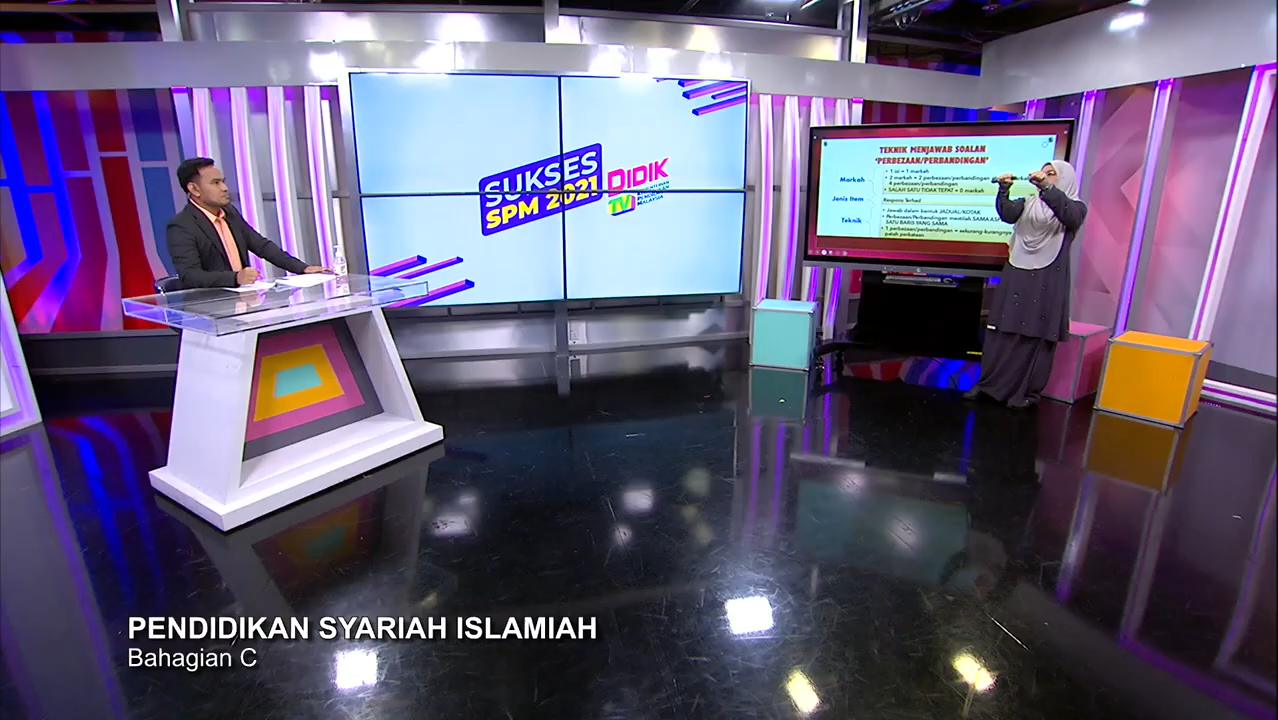 SUKSES
SPM 2021
DIDIK
TV
KEMENTERIAN
PENDIDIKAN
MALAYSIA
TEKNIK MENJAWAB SOALAN
'PERBEZAAN/PERBANDINGAN'
Markah
• 1 isi = 1 markah
• 2 markah = 2 perbezaan/perbandingan
4 perbezaan/perbandingan
• SALAH SATU TIDAK TEPAT = 0 markah
Jenis Item
Respons Terhad
Teknik
• Jawab dalam bentuk JADUAL/KOTAK
• Perbezaan/Perbandingan mestilah SAMA
SATU BARIS YANG SAMA
• 1 perbezaan/perbandingan = sekurang-kurangnya
patah perkataan
PENDIDIKAN SYARIAH ISLAMIAH
Bahagian C